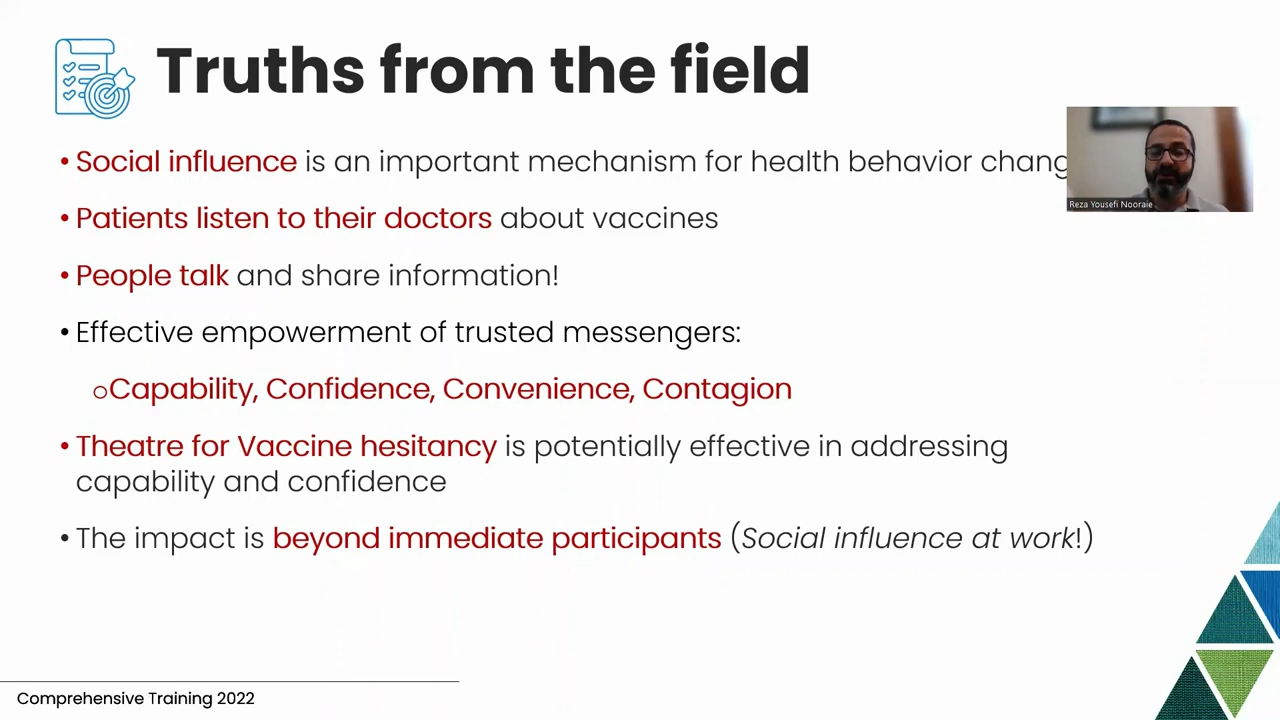 Truths from the field
• Social influence is an important mechanism for health behavior chang
• Patients listen to their doctors about vaccines
• People talk and share information!
• Effective empowerment of trusted messengers:
○Capability, Confidence, Convenience, Contagion
• Theatre for Vaccine hesitancy is potentially effective in addressing
capability and confidence
• The impact is beyond immediate participants (Social influence at work!)
Reza Yousefi Nooraie
Comprehensive Training 2022